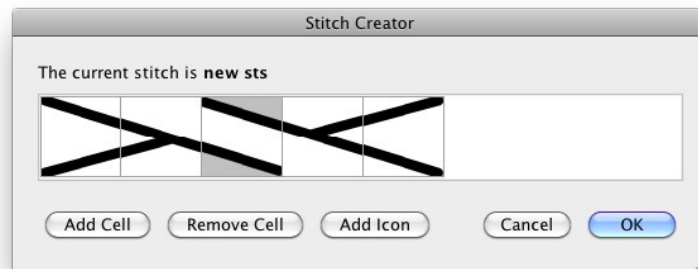 Stitch Creator
The current stitch is new sts
Add Cell Remove Cell Add Icon Cancel OK